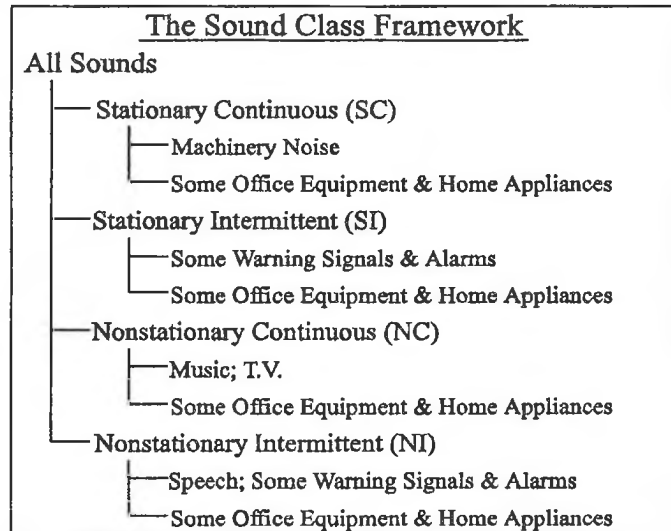 The Sound Class Framework
All Sounds
Stationary Continuous (SC)
Machinery Noise
Some Office Equipment & Home Appliances
Stationary Intermittent (SI)
Some Warning Signals & Alarms
Some Office Equipment & Home Appliances
Nonstationary Continuous (NC)
Music; T.V.
Some Office Equipment & Home Appliances
Nonstationary Intermittent (NI)
Speech; Some Warning Signals & Alarms
Some Office Equipment & Home Appliances